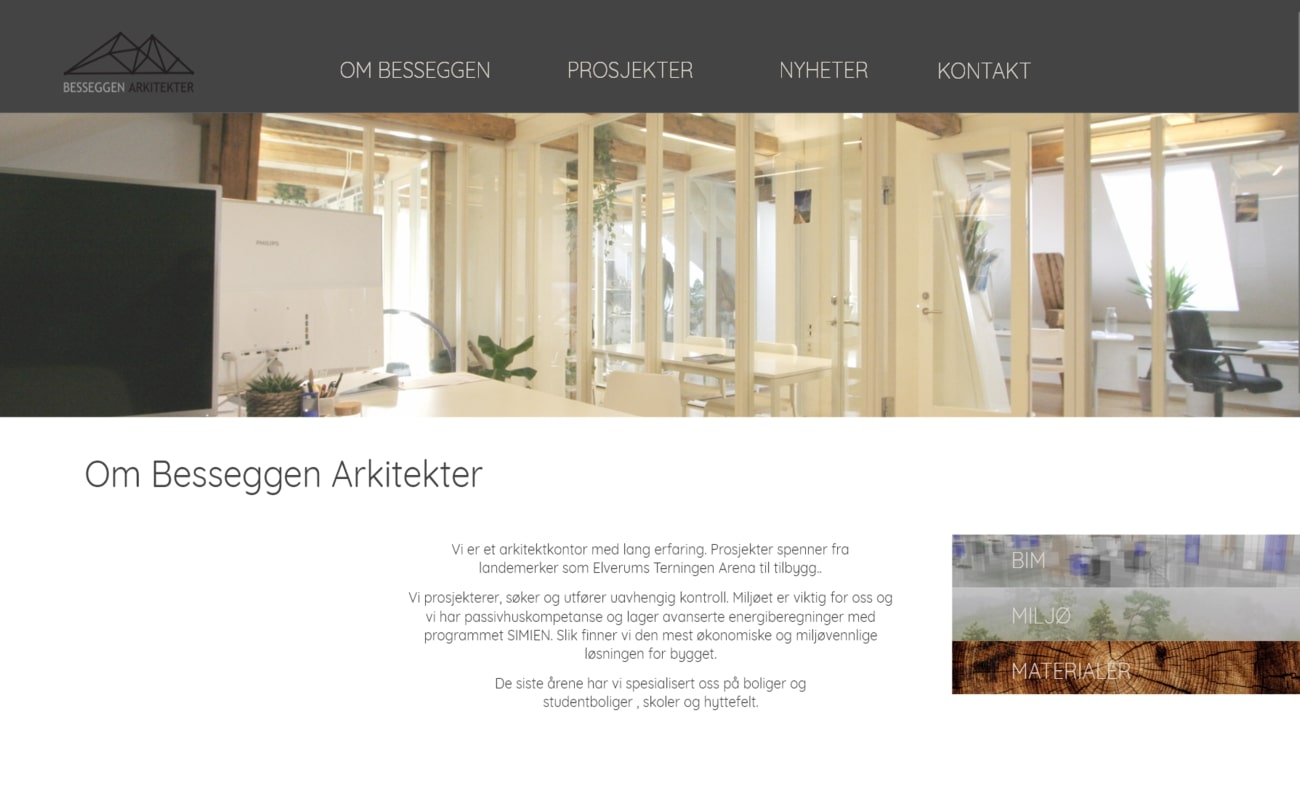 BESSEGGEN ARKITEKTER
OM BESSEGGEN
PROSJEKTER
NYHETER
KONTAKT
PHILIPS
Om Besseggen Arkitekter
Vi er et arkitektkontor med lang erfaring. Prosjekter spenner fra
landemerker som Elverums Terningen Arena til tilbygg..
Vi prosjekterer, søker og utfører uavhengig kontroll. Miljøet er viktig for oss og
vi har passivhuskompetanse og lager avanserte energiberegninger med
programmet SIMIEN. Slik finner vi den mest økonomiske og miljøvennlige
løsningen for bygget.
De siste årene har vi spesialisert oss på boliger og
studentboliger , skoler og hyttefelt.
BIM
MILJØ
MATERIALER